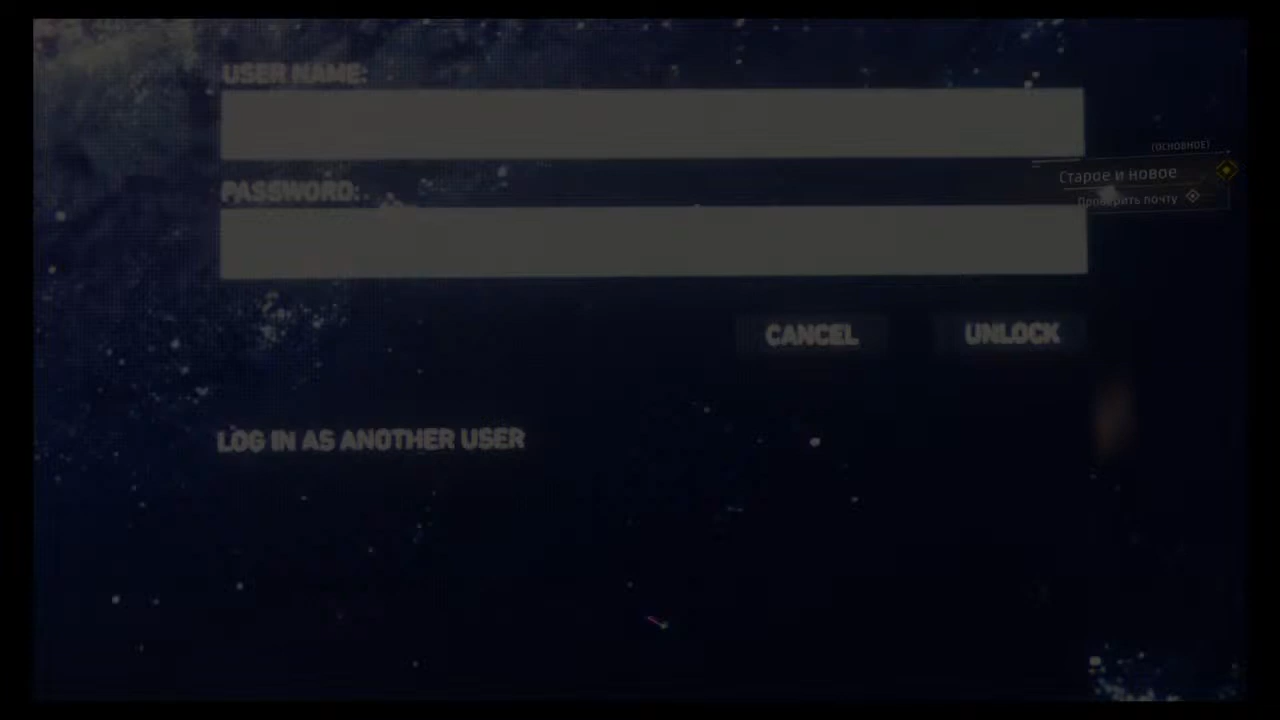 USER NAME:
(ОСНОВНОЕ)
Старое и новое
PASSWORD:
Проверить почту
CANCEL
UNLOCK
LOG IN AS ANOTHER USER